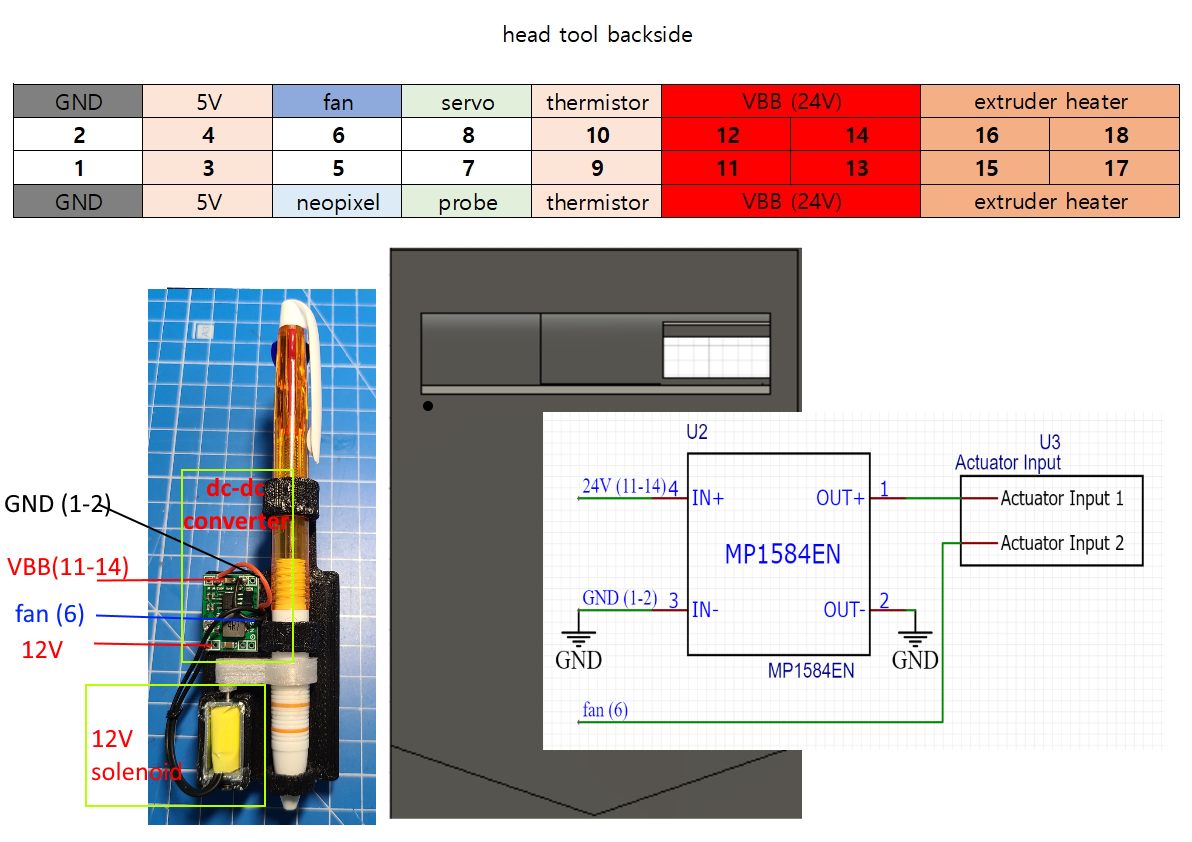 head tool backside
GND 5V fan servo thermistor VBB (24V) extruder heater
2 4 6 8 10 12 14 16 18
1 3 5 7 9 11 13 15 17
GND 5V neopixel probe thermistor VBB (24V) extruder heater
dc-dc
converter
GND (1-2)
VBB(11-14)
fan (6)
12V
12V
solenoid
U2
U3
Actuator Input
24V (11-14) 4 IN+ OUT+ 1 Actuator Input 1
MP1584EN
Actuator Input 2
GND (1-2) 3 IN- OUT- 2
GND GND
MP1584EN
fan (6)